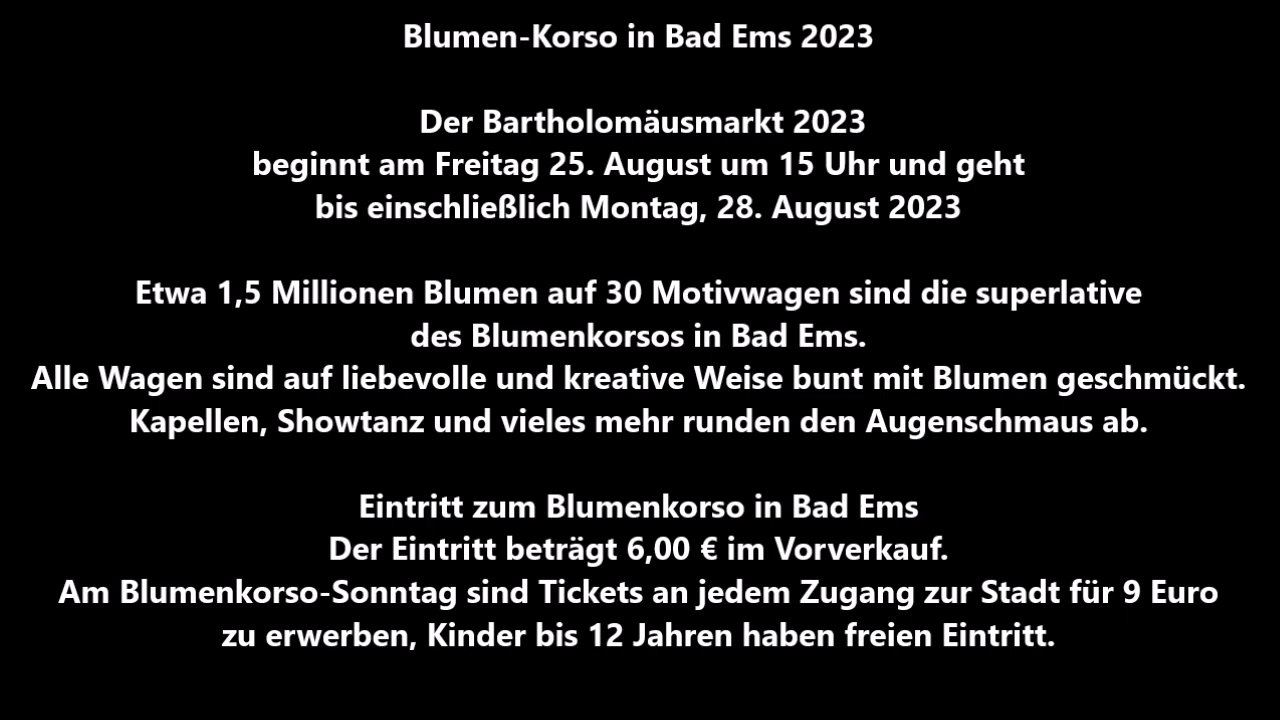 Blumen-Korso in Bad Ems 2023
Der Bartholomäusmarkt 2023
beginnt am Freitag 25. August um 15 Uhr und geht
bis einschließlich Montag, 28. August 2023
Etwa 1,5 Millionen Blumen auf 30 Motivwagen sind die superlative
des Blumenkorsos in Bad Ems.
Alle Wagen sind auf liebevolle und kreative Weise bunt mit Blumen geschmückt.
Kapellen, Showtanz und vieles mehr runden den Augenschmaus ab.
Eintritt zum Blumenkorso in Bad Ems
Der Eintritt beträgt 6,00 € im Vorverkauf.
Am Blumenkorso-Sonntag sind Tickets an jedem Zugang zur Stadt für 9 Euro
zu erwerben, Kinder bis 12 Jahren haben freien Eintritt.